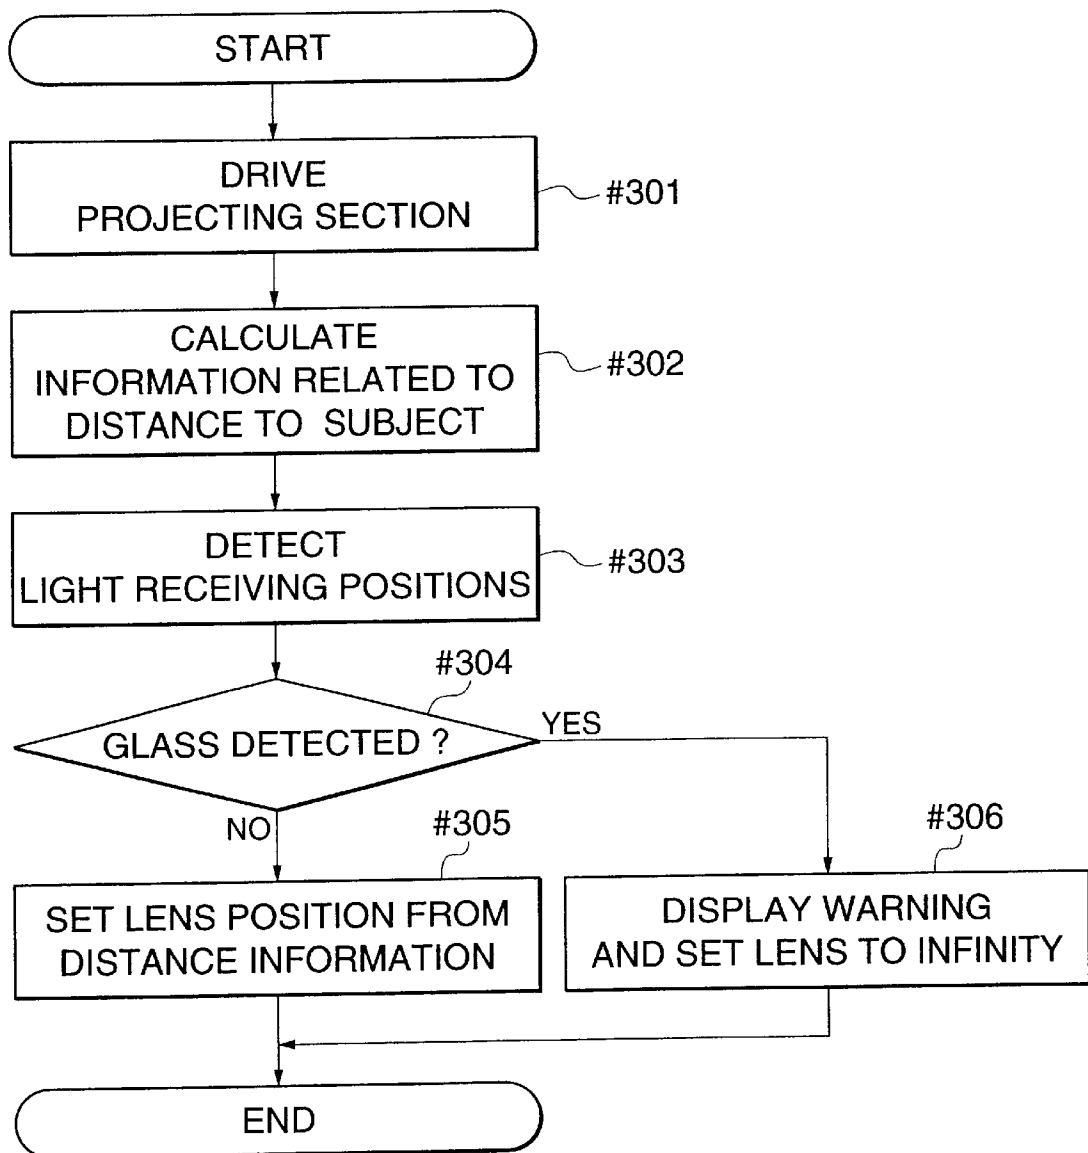 START
DRIVE
PROJECTING SECTION
#301
CALCULATE
INFORMATION RELATED TO
DISTANCE TO SUBJECT
#302
DETECT
LIGHT RECEIVING POSITIONS
#303
#304
GLASS DETECTED ?
YES
NO
#305
SET LENS POSITION FROM
DISTANCE INFORMATION
#306
DISPLAY WARNING
AND SET LENS TO INFINITY
END